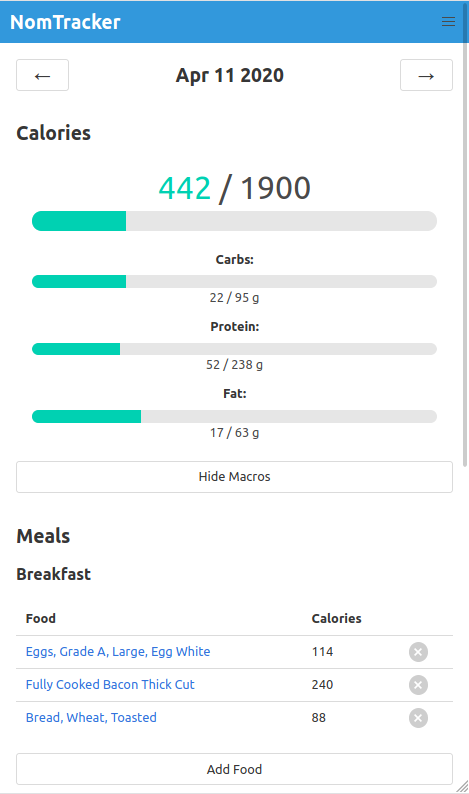 NomTracker
← Apr 11 2020 →
Calories
442 / 1900
Carbs:
22 / 95 g
Protein:
52 / 238 g
Fat:
17 / 63 g
Hide Macros
Meals
Breakfast
Food Calories
Eggs, Grade A, Large, Egg White 114
Fully Cooked Bacon Thick Cut 240
Bread, Wheat, Toasted 88
Add Food